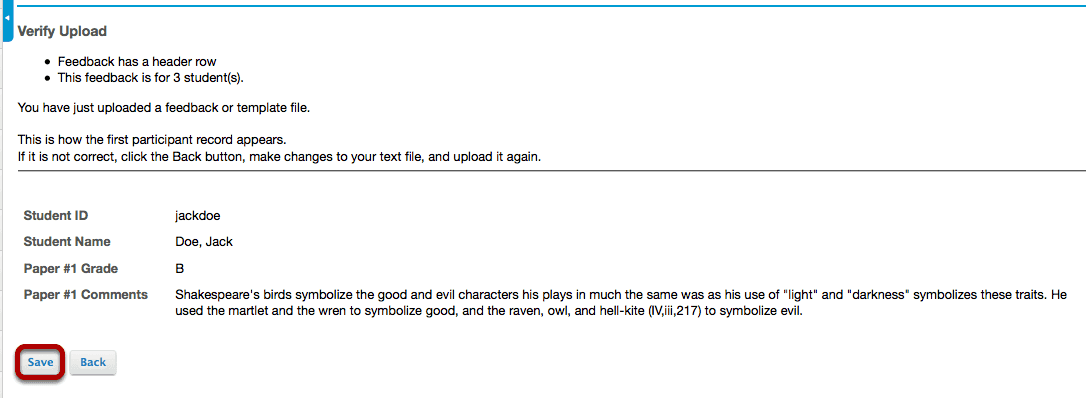 Verify Upload
Feedback has a header row
This feedback is for 3 student(s).
You have just uploaded a feedback or template file.
This is how the first participant record appears.
If it is not correct, click the Back button, make changes to your text file, and upload it again.
Student ID jackdoe
Student Name Doe, Jack
Paper #1 Grade B
Paper #1 Comments Shakespeare's birds symbolize the good and evil characters his plays in much the same was as his use of "light" and "darkness" symbolizes these traits. He
used the martlet and the wren to symbolize good, and the raven, owl, and hell-kite (IV,iii,217) to symbolize evil.
Save Back